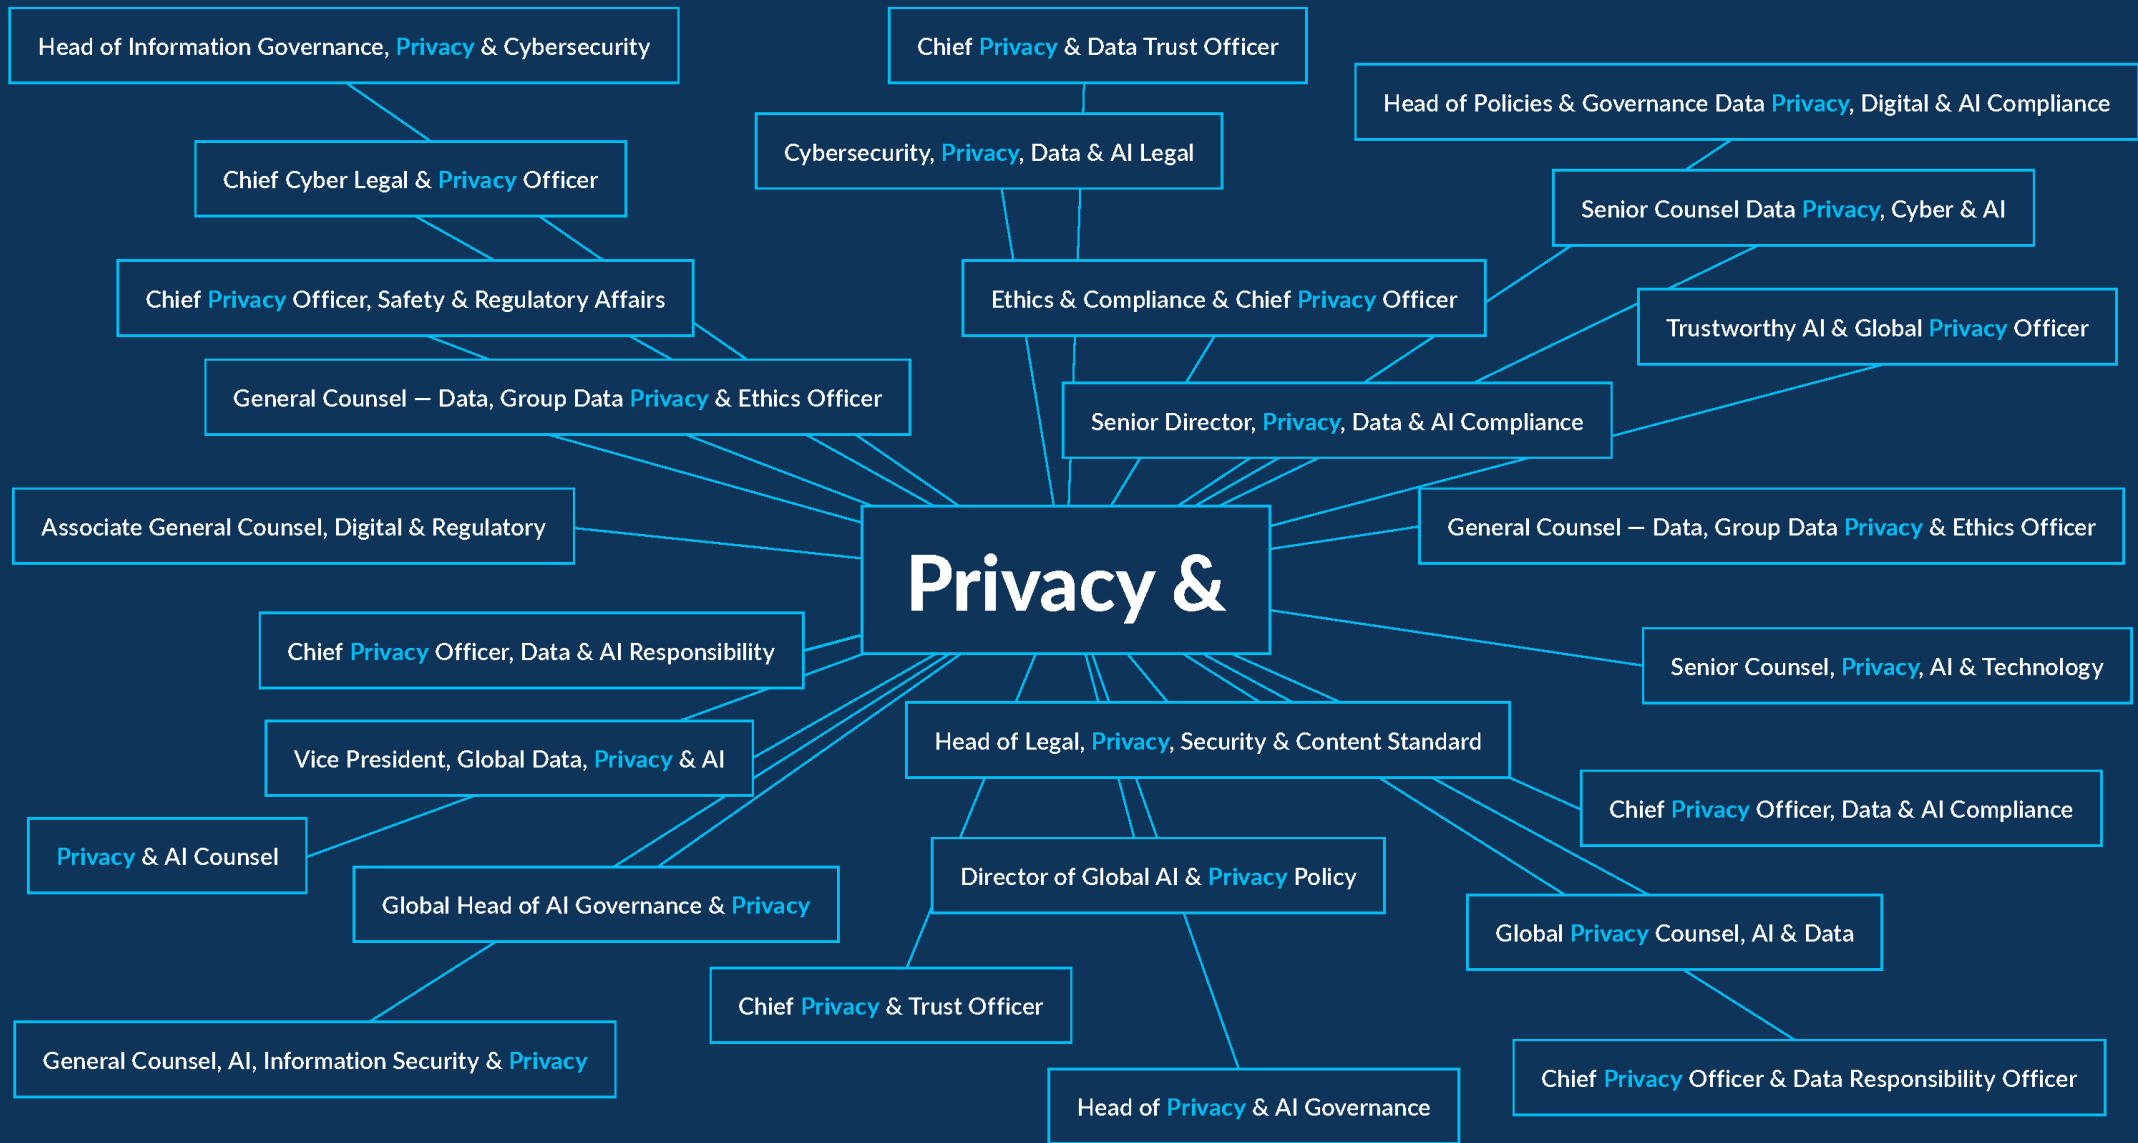 Head of Information Governance, Privacy & Cybersecurity
Chief Privacy & Data Trust Officer
Head of Policies & Governance Data Privacy, Digital & AI Compliance
Cybersecurity, Privacy, Data & AI Legal
Chief Cyber Legal & Privacy Officer
Senior Counsel Data Privacy, Cyber & AI
Chief Privacy Officer, Safety & Regulatory Affairs
Ethics & Compliance & Chief Privacy Officer
Trustworthy AI & Global Privacy Officer
General Counsel – Data, Group Data Privacy & Ethics Officer
Senior Director, Privacy, Data & AI Compliance
Associate General Counsel, Digital & Regulatory
General Counsel – Data, Group Data Privacy & Ethics Officer
Privacy &
Chief Privacy Officer, Data & AI Responsibility
Senior Counsel, Privacy, AI & Technology
Vice President, Global Data, Privacy & AI
Head of Legal, Privacy, Security & Content Standard
Chief Privacy Officer, Data & AI Compliance
Privacy & AI Counsel
Director of Global AI & Privacy Policy
Global Head of AI Governance & Privacy
Global Privacy Counsel, AI & Data
Chief Privacy & Trust Officer
General Counsel, AI, Information Security & Privacy
Chief Privacy Officer & Data Responsibility Officer
Head of Privacy & AI Governance